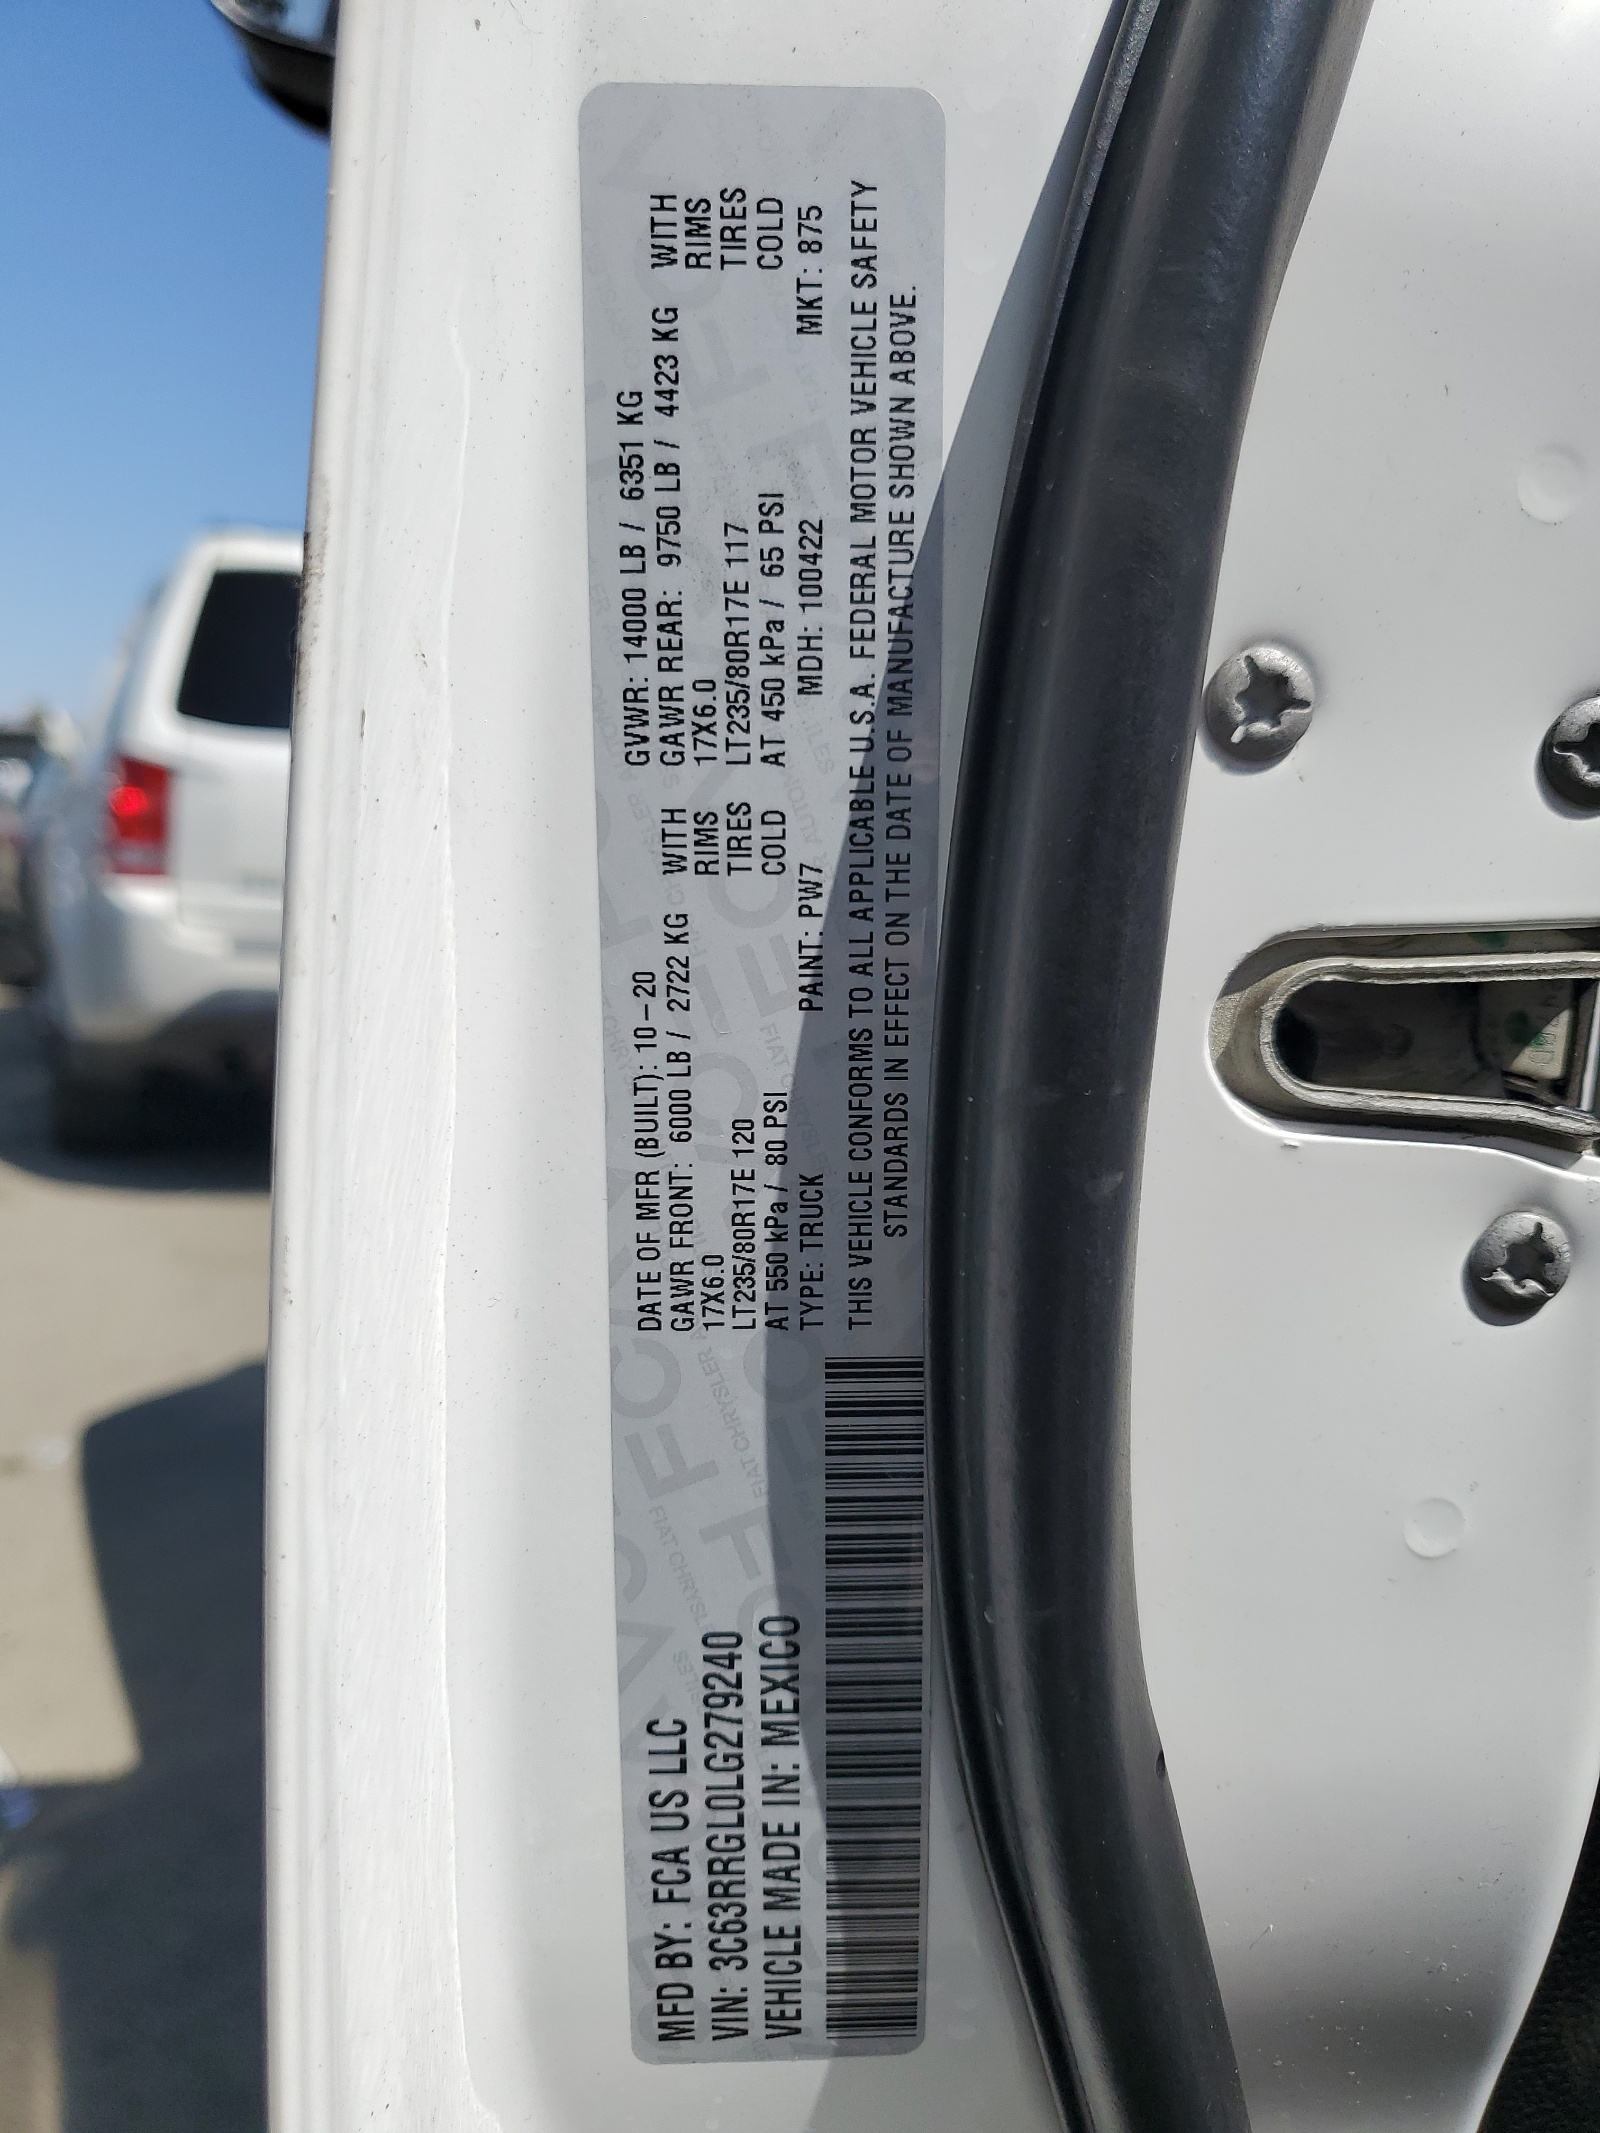 MFD BY: FCA US LLC
VIN: 3C63RRGL0LG279240
VEHICLE MADE IN: MEXICO
DATE OF MFR (BUILT): 10-20 GVWR: 14000 LB / 6351 KG
GAWR FRONT: 6000 LB / 2722 KG WITH GAWR REAR: 9750 LB / 4423 KG WITH
17X6.0 RIMS 17X6.0 RIMS
LT235/80R17E 120 TIRES LT235/80R17E 117 TIRES
AT 550 kPa / 80 PSI COLD AT 450 kPa / 65 PSI COLD
TYPE: TRUCK PAINT: PW7 MDH: 100422 MKT: 875
THIS VEHICLE CONFORMS TO ALL APPLICABLE U.S.A. FEDERAL MOTOR VEHICLE SAFETY
STANDARDS IN EFFECT ON THE DATE OF MANUFACTURE SHOWN ABOVE.